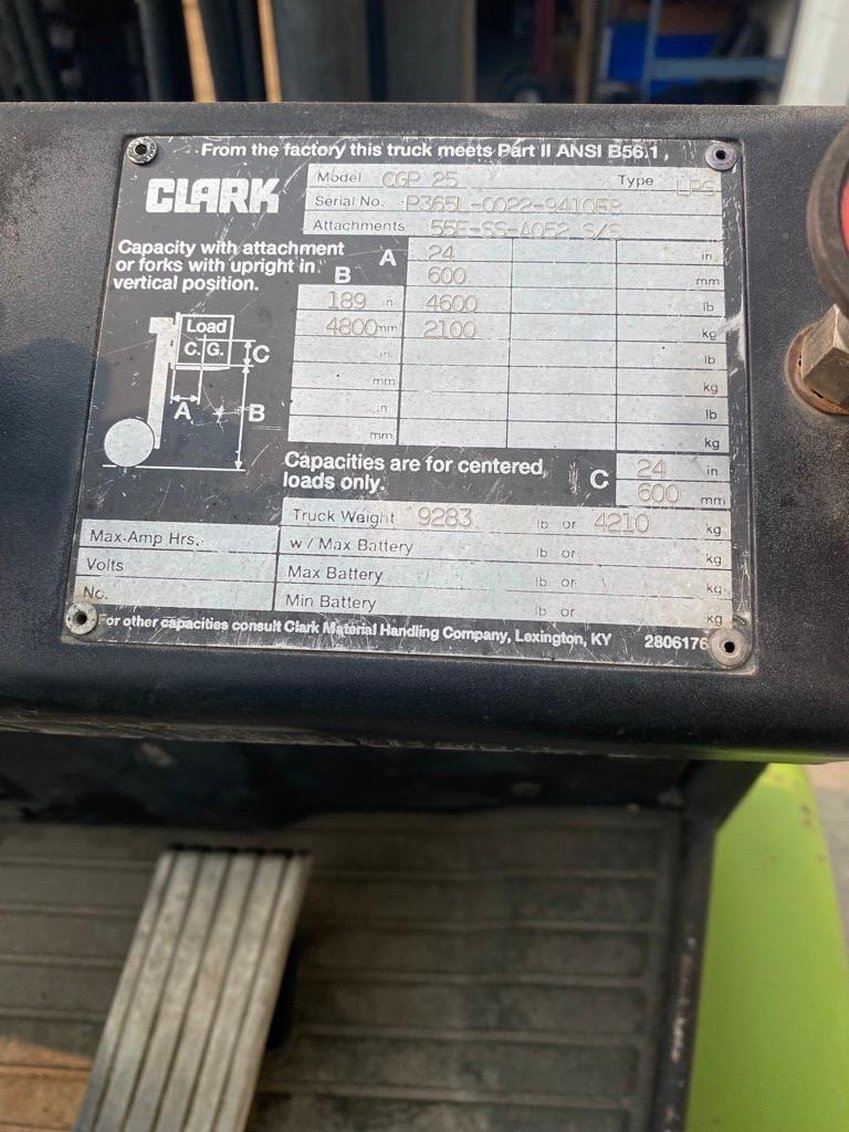 From the factory this truck meets Part II ANSI B56.1
CLARK
Model CGP 25 Type LPS
Serial No. P365L-0022-9410FB
Attachments 55F-SS-A052 S/S
Capacity with attachment
or forks with upright in
vertical position.
B A 24 in
600 mm
189 in 4600 lb
4800 mm 2100 kg
in lb
mm kg
in lb
mm kg
Load
C. G.
C
A
B
Capacities are for centered
loads only.
C 24 in
600 mm
Truck Weight 9283 lb or 4210 kg
Max. Amp Hrs. w / Max Battery lb or kg
Volts Max Battery lb or kg
No. Min Battery lb or kg
For other capacities consult Clark Material Handling Company, Lexington, KY 2806176